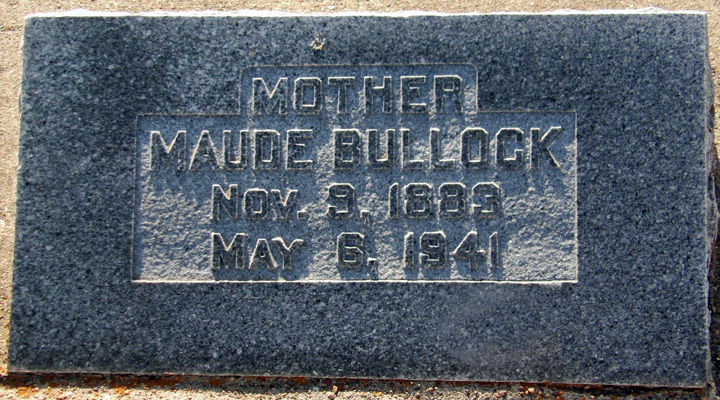 MOTHER
MAUDE BULLOCK
NOV. 9, 1883
MAY 6, 1941